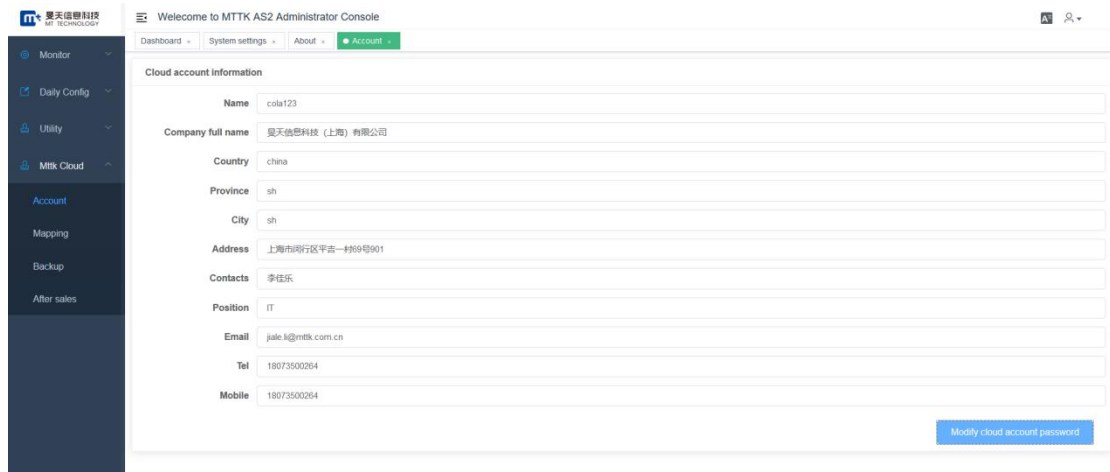 旻天信息科技
MT TECHNOLOGY
Welecome to MTTK AS2 Administrator Console
Dashboard × System settings × About × Account ×
Monitor
Daily Config
Utility
Mttk Cloud
Account
Mapping
Backup
After sales
Cloud account information
Name cola123
Company full name 旻天信息科技（上海）有限公司
Country china
Province sh
City sh
Address 上海市闵行区平吉一村69号901
Contacts 李佳乐
Position IT
Email jiale.li@mttk.com.cn
Tel 18073500264
Mobile 18073500264
Modify cloud account password